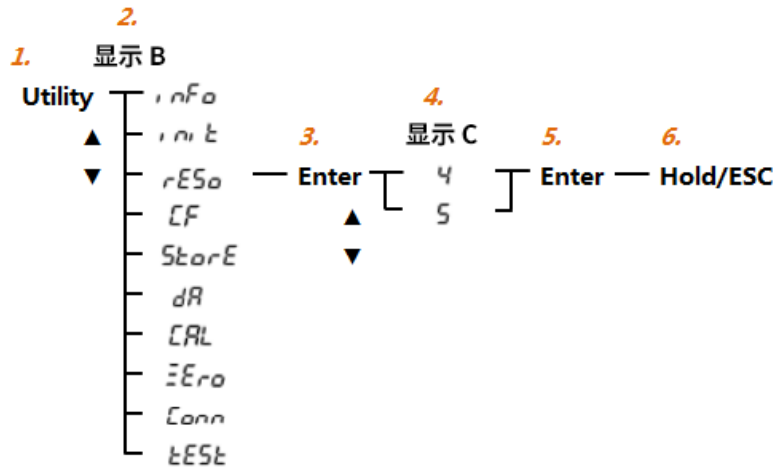 2.
1. 显示 B
Utility inFo
4.
▲ init 3. 显示 C 5. 6.
▼ rESo Enter 4 Enter Hold/ESC
CF ▲ 5
StorE ▼
dA
CAL
ZEro
Conn
tESt